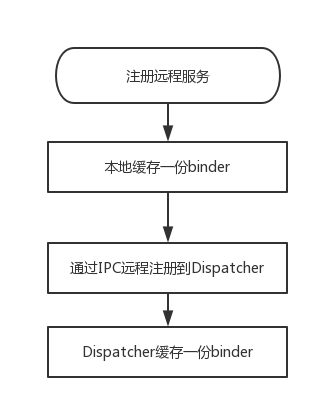 注册远程服务
本地缓存一份binder
通过IPC远程注册到Dispatcher
Dispatcher缓存一份binder